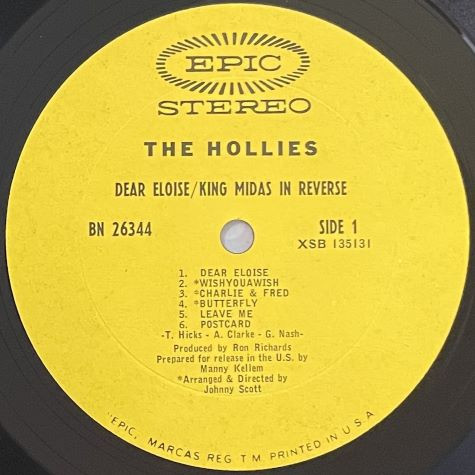 EPIC
STEREO
THE HOLLIES
DEAR ELOISE/KING MIDAS IN REVERSE
BN 26344
SIDE 1
XSB 135131
1. DEAR ELOISE
2. *WISHYOUAWISH
3. *CHARLIE & FRED
4. *BUTTERFLY
5. LEAVE ME
6. POSTCARD
-T. Hicks - A. Clarke - G. Nash-
Produced by Ron Richards
Prepared for release in the U.S. by
Manny Kellem
*Arranged & Directed by
Johnny Scott
"EPIC, MARCAS REG. T.M. PRINTED IN U.S.A.